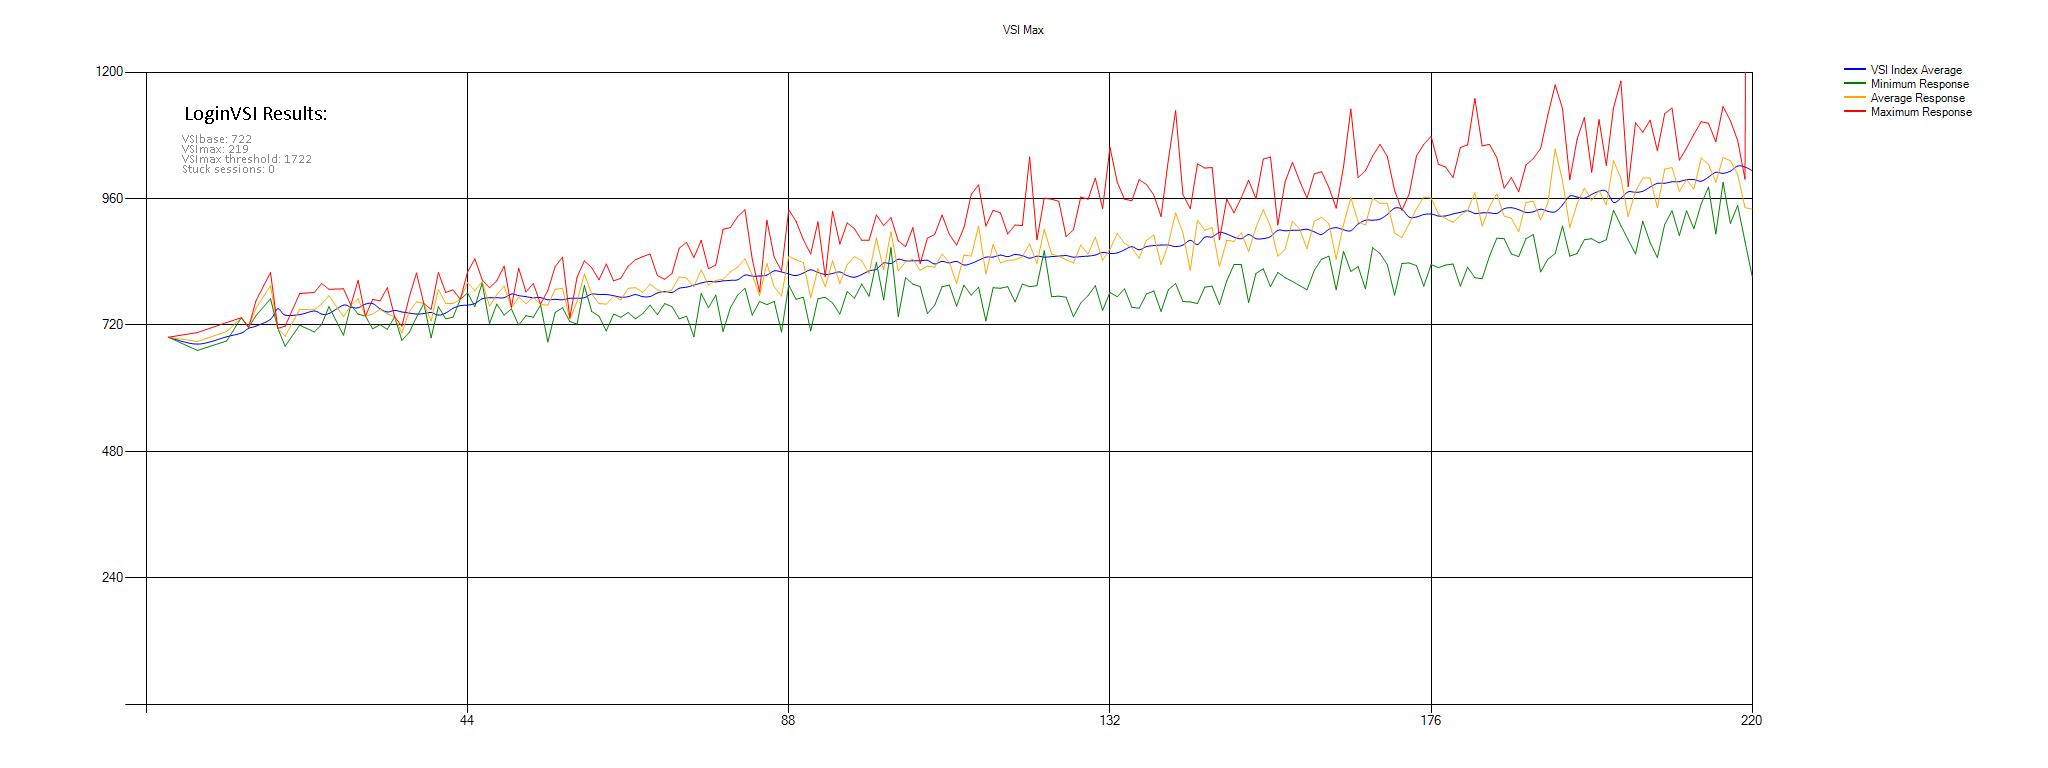 VSI Max
1200
960
720
480
240
LoginVSI Results:
VSIbase: 722
VSImax: 219
VSImax threshold: 1722
Stuck sessions: 0
VSI Index Average
Minimum Response
Average Response
Maximum Response
44
88
132
176
220